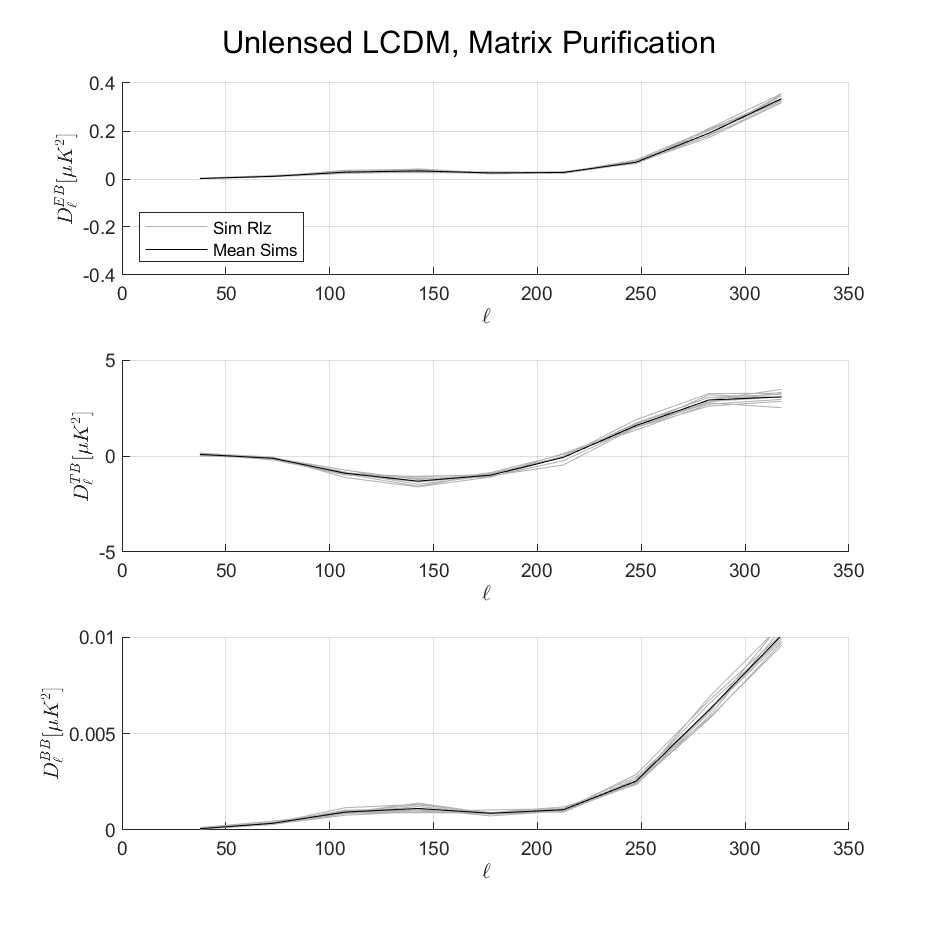 Unlensed LCDM, Matrix Purification
0.4
0.2
0
-0.2
-0.4
D_ℓ^{EB}[μK²]
Sim Rlz
Mean Sims
0 50 100 150 200 250 300 350
ℓ
5
0
-5
D_ℓ^{TB}[μK²]
0 50 100 150 200 250 300 350
ℓ
0.01
0.005
0
D_ℓ^{BB}[μK²]
0 50 100 150 200 250 300 350
ℓ